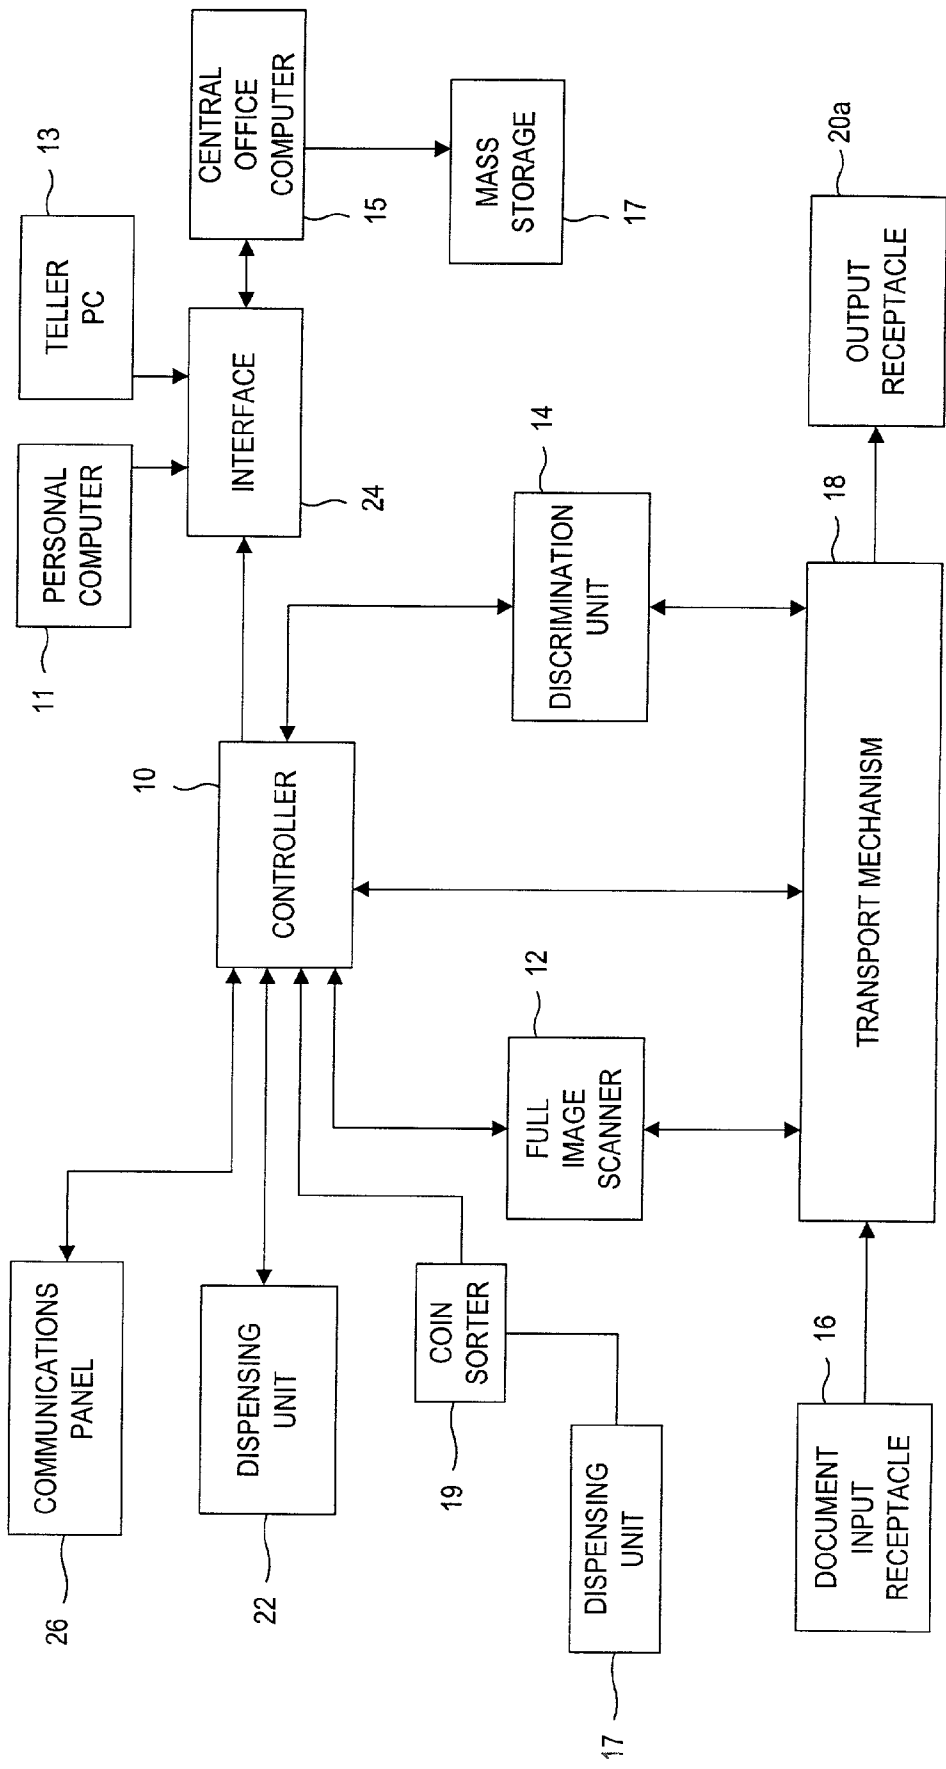 COMMUNICATIONS
PANEL
26
DISPENSING
UNIT
22
COIN
SORTER
19
DISPENSING
UNIT
17
DOCUMENT
INPUT
RECEPTACLE
16
FULL
IMAGE
SCANNER
12
CONTROLLER
10
TRANSPORT MECHANISM
18
DISCRIMINATION
UNIT
14
PERSONAL
COMPUTER
11
TELLER
PC
13
INTERFACE
24
CENTRAL
OFFICE
COMPUTER
15
MASS
STORAGE
17
OUTPUT
RECEPTACLE
20a